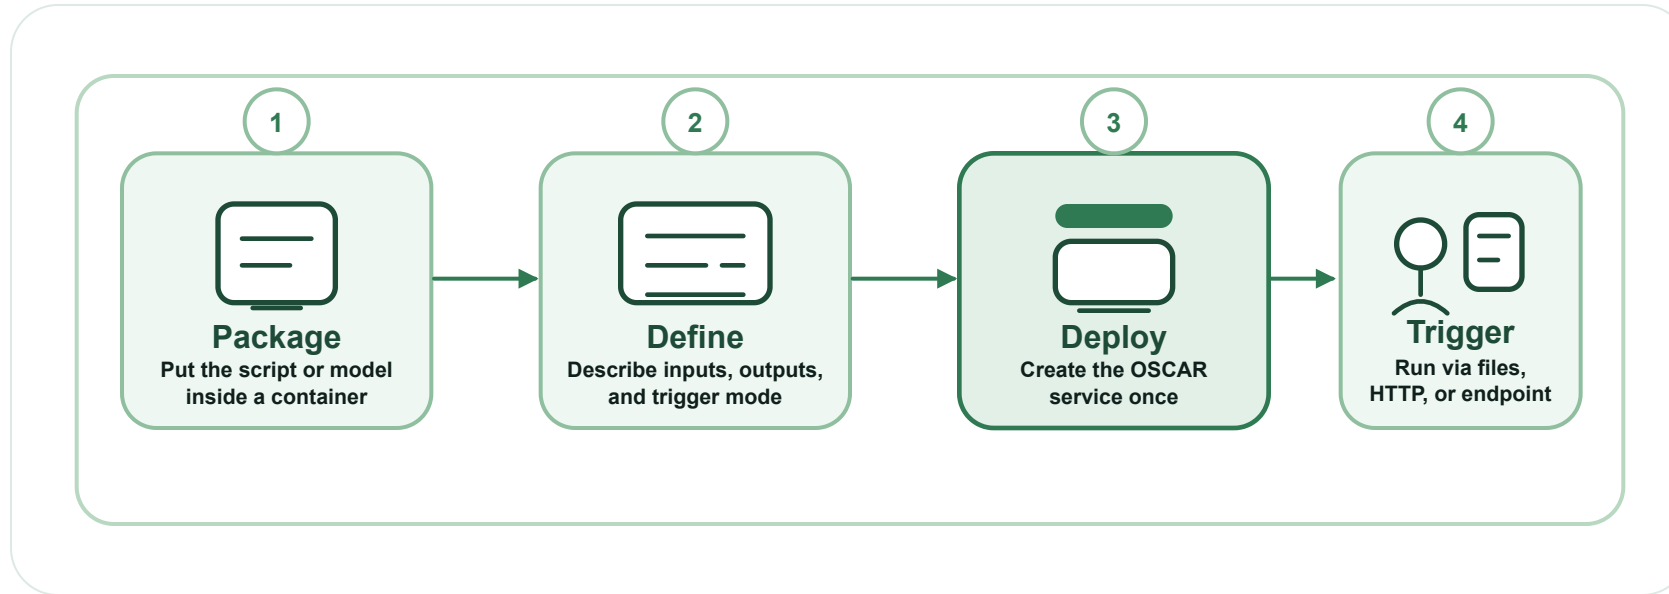 1
Package
Put the script or model
inside a container
2
Define
Describe inputs, outputs,
and trigger mode
3
Deploy
Create the OSCAR
service once
4
Trigger
Run via files,
HTTP, or endpoint